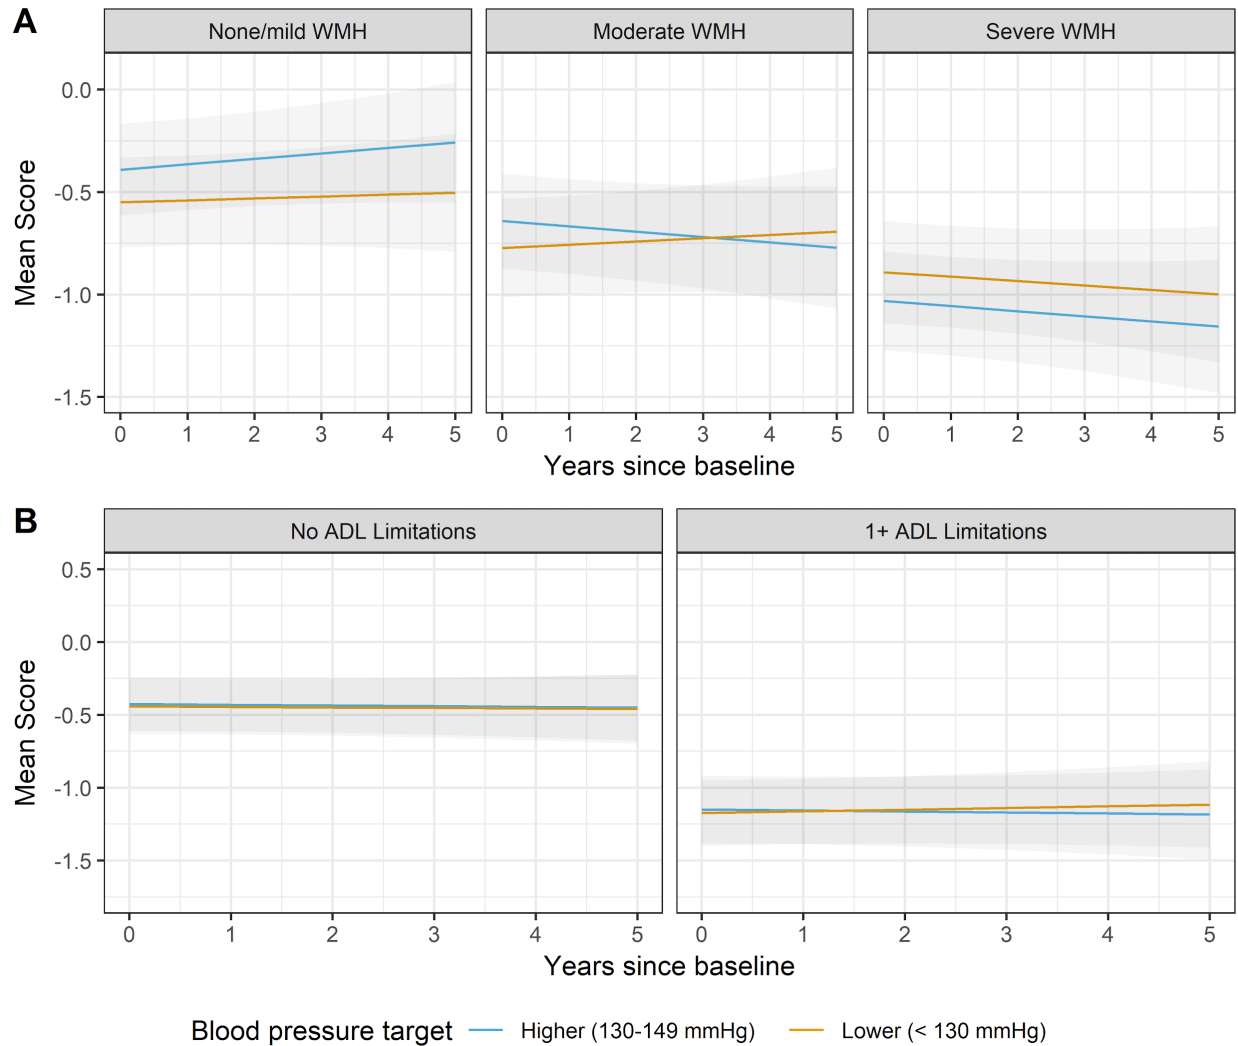 A
None/mild WMH
Moderate WMH
Severe WMH
Mean Score
0.0
-0.5
-1.0
-1.5
0 1 2 3 4 5
0 1 2 3 4 5
0 1 2 3 4 5
Years since baseline
B
No ADL Limitations
1+ ADL Limitations
Mean Score
0.5
0.0
-0.5
-1.0
-1.5
0 1 2 3 4 5
0 1 2 3 4 5
Years since baseline
Blood pressure target Higher (130-149 mmHg) Lower (< 130 mmHg)